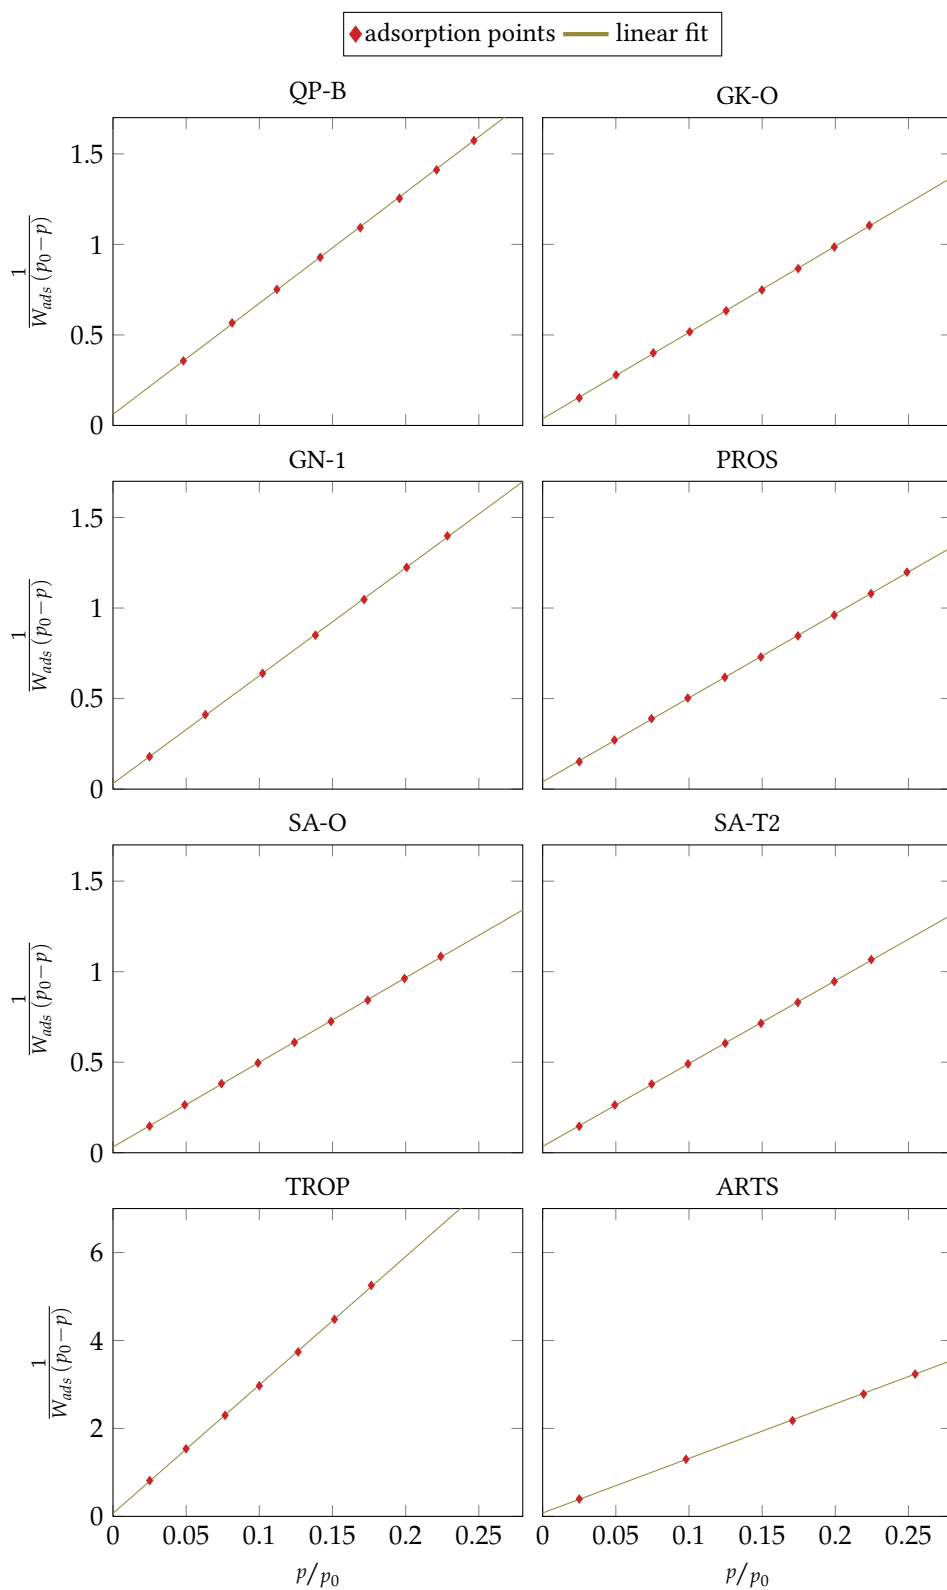 adsorption points linear fit
QP-B GK-O
1.5
1
0.5
0
1
W_ads (p_0−p)
GN-1 PROS
1.5
1
0.5
0
1
W_ads (p_0−p)
SA-O SA-T2
1.5
1
0.5
0
1
W_ads (p_0−p)
TROP ARTS
6
4
2
0
1
W_ads (p_0−p)
0 0.05 0.1 0.15 0.2 0.25 0 0.05 0.1 0.15 0.2 0.25
p/p_0 p/p_0